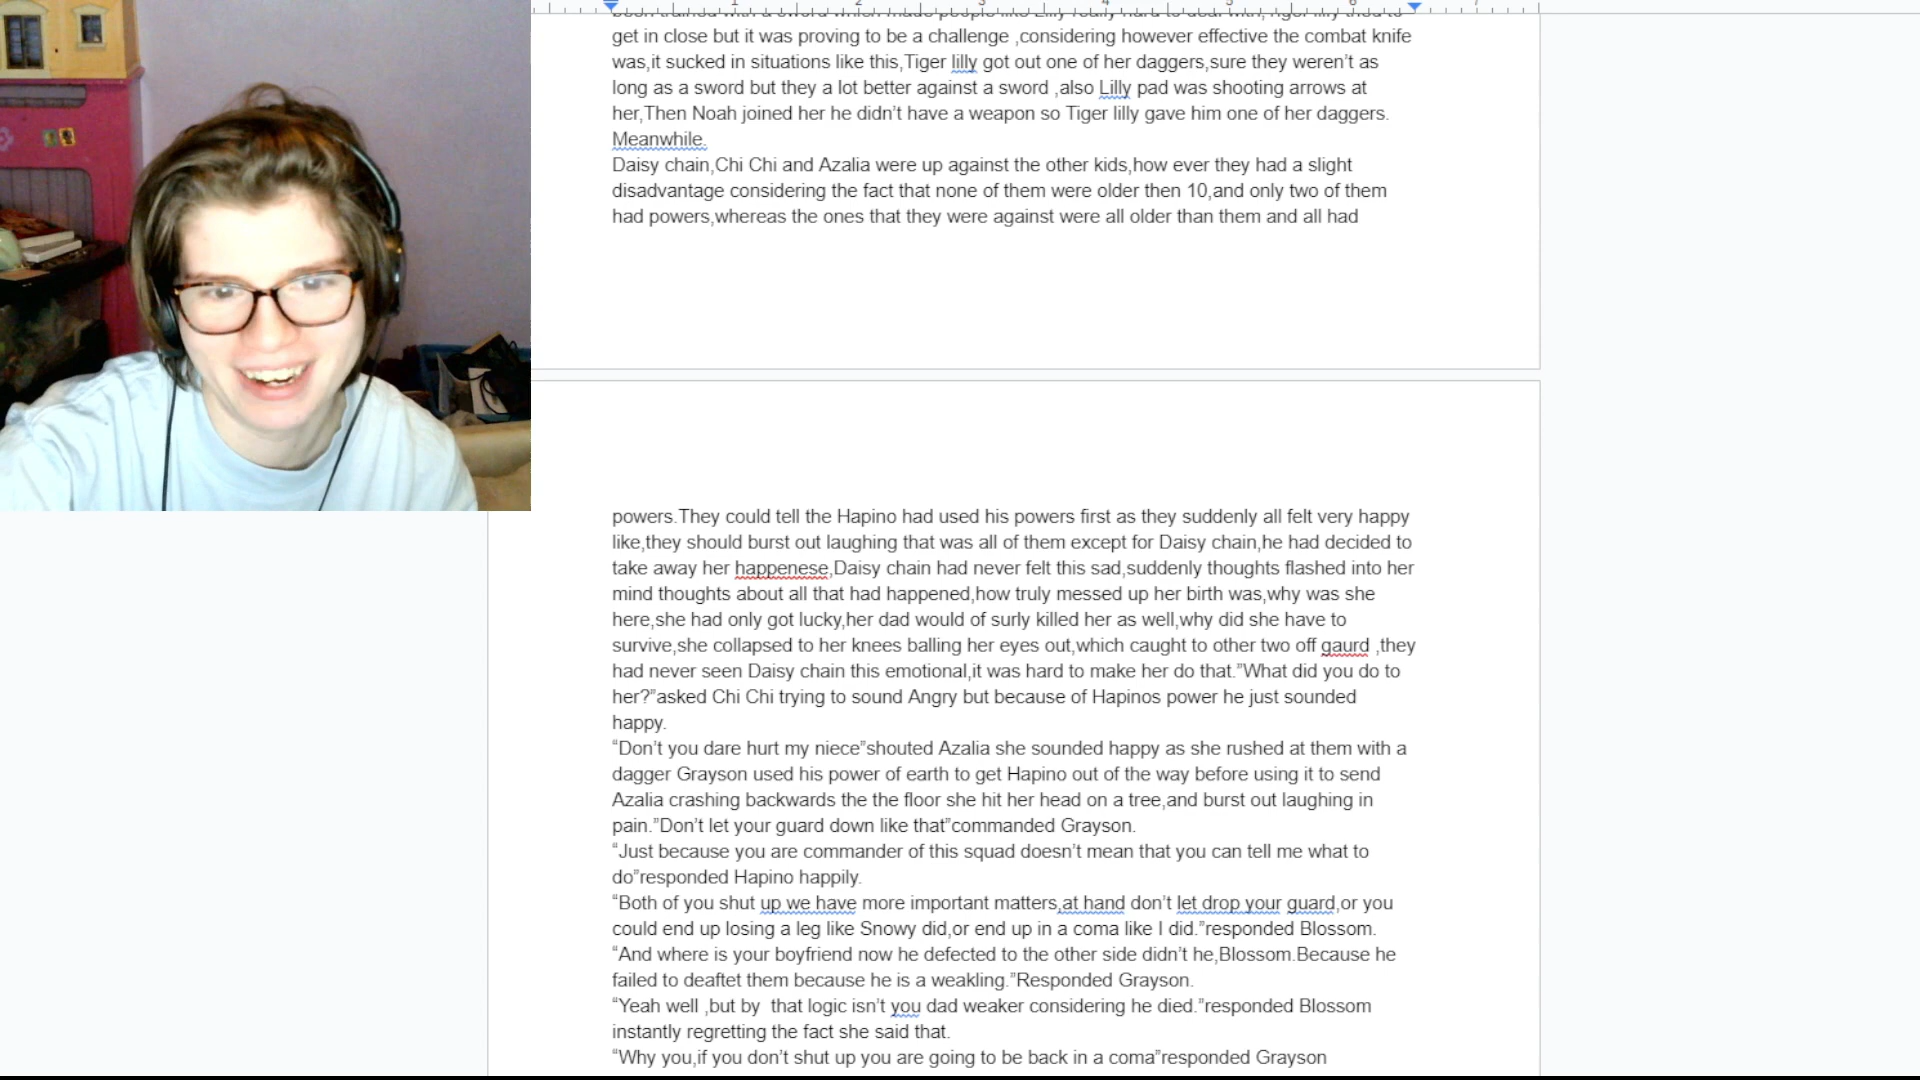 get in close but it was proving to be a challenge ,considering however effective the combat knife
was,it sucked in situations like this,Tiger lilly got out one of her daggers,sure they weren’t as
long as a sword but they a lot better against a sword ,also Lilly pad was shooting arrows at
her,Then Noah joined her he didn’t have a weapon so Tiger lilly gave him one of her daggers.
Meanwhile.
Daisy chain,Chi Chi and Azalia were up against the other kids,how ever they had a slight
disadvantage considering the fact that none of them were older then 10,and only two of them
had powers,whereas the ones that they were against were all older than them and all had
powers.They could tell the Hapino had used his powers first as they suddenly all felt very happy
like,they should burst out laughing that was all of them except for Daisy chain,he had decided to
take away her happenese,Daisy chain had never felt this sad,suddenly thoughts flashed into her
mind thoughts about all that had happened,how truly messed up her birth was,why was she
here,she had only got lucky,her dad would of surly killed her as well,why did she have to
survive,she collapsed to her knees balling her eyes out,which caught to other two off gaurd ,they
had never seen Daisy chain this emotional,it was hard to make her do that.”What did you do to
her?”asked Chi Chi trying to sound Angry but because of Hapinos power he just sounded
happy.
“Don’t you dare hurt my niece”shouted Azalia she sounded happy as she rushed at them with a
dagger Grayson used his power of earth to get Hapino out of the way before using it to send
Azalia crashing backwards the the floor she hit her head on a tree,and burst out laughing in
pain.”Don’t let your guard down like that”commanded Grayson.
“Just because you are commander of this squad doesn’t mean that you can tell me what to
do”responded Hapino happily.
“Both of you shut up we have more important matters,at hand don’t let drop your guard,or you
could end up losing a leg like Snowy did,or end up in a coma like I did.”responded Blossom.
“And where is your boyfriend now he defected to the other side didn’t he,Blossom.Because he
failed to deaftet them because he is a weakling.”Responded Grayson.
“Yeah well ,but by  that logic isn’t you dad weaker considering he died.”responded Blossom
instantly regretting the fact she said that.
“Why you,if you don’t shut up you are going to be back in a coma”responded Grayson